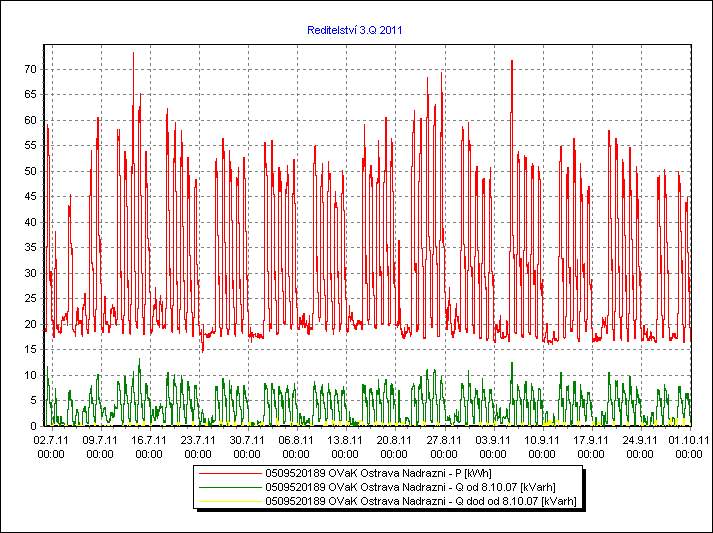 Reditelství 3.Q 2011
70
65
60
55
50
45
40
35
30
25
20
15
10
5
0
02.7.11 09.7.11 16.7.11 23.7.11 30.7.11 06.8.11 13.8.11 20.8.11 27.8.11 03.9.11 10.9.11 17.9.11 24.9.11 01.10.11
00:00 00:00 00:00 00:00 00:00 00:00 00:00 00:00 00:00 00:00 00:00 00:00 00:00 00:00
0509520189 OVaK Ostrava Nadrazni - P [kWh]
0509520189 OVaK Ostrava Nadrazni - Q od 8.10.07 [kVarh]
0509520189 OVaK Ostrava Nadrazni - Q dod od 8.10.07 [kVarh]